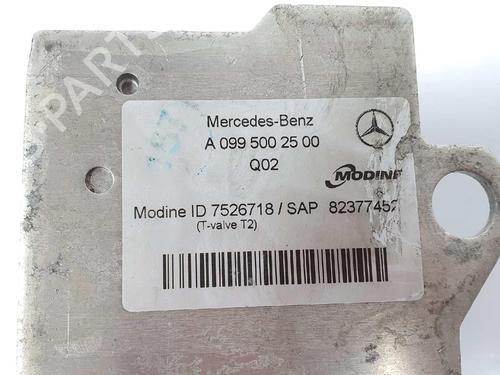 Mercedes-Benz
A 099 500 25 00
Q02
MODINE
Modine ID 7526718 / SAP 82377452
(T-valve T2)